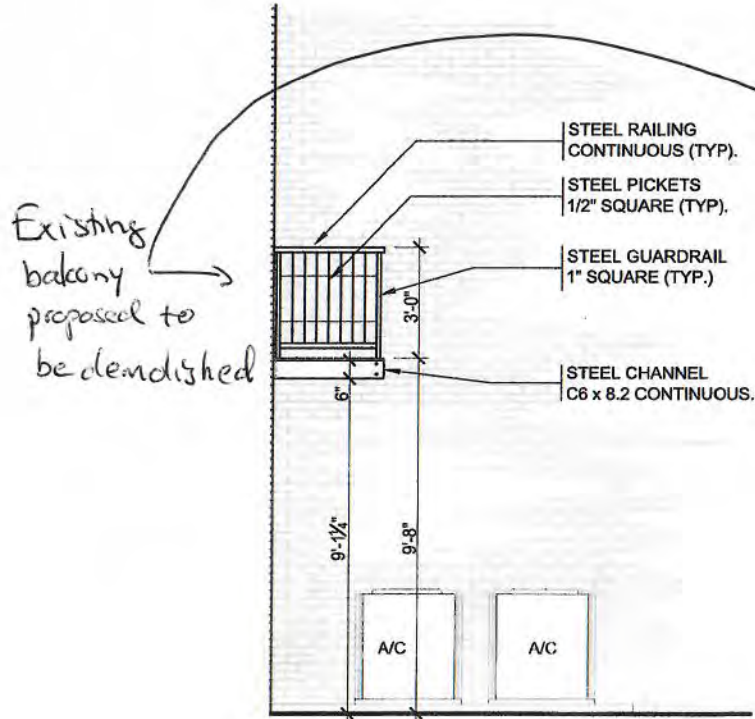 STEEL RAILING
CONTINUOUS (TYP).
STEEL PICKETS
1/2" SQUARE (TYP).
STEEL GUARDRAIL
1" SQUARE (TYP.)
STEEL CHANNEL
C6 x 8.2 CONTINUOUS.
Existing
balcony
proposed to
be demolished
3'-0"
6"
9'-1¼"
9'-8"
A/C
A/C